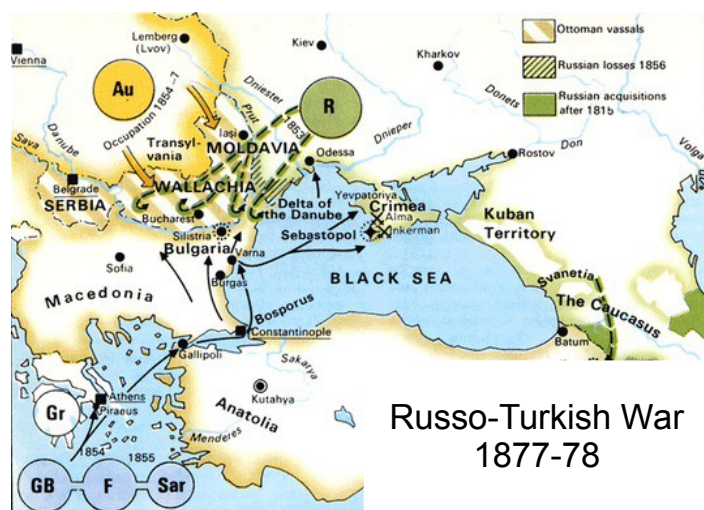 Lemberg
(Lvov)
Kiev
Kharkov
Vienna
Au
Occupation 1854-7
Dniester
Prut
1853
R
Donets
Dnieper
Don
Volga
Ottoman vassals
Russian losses 1856
Russian acquisitions
after 1815
Danube
Sava
Iaşi
Transyl-
vania
MOLDAVIA
Odessa
Rostov
Belgrade
SERBIA
WALLACHIA
Bucharest
Delta of
the Danube
Yevpatoriya
Crimea
Alma
Inkerman
Sebastopol
Kuban
Territory
Silistria
Bulgaria
Varna
Sofia
Burgas
BLACK SEA
Svanetia
The Caucasus
Macedonia
Bosporus
Constantinople
Batum
Gallipoli
Sakarya
Kutahya
Anatolia
Athens
Piraeus
Gr
Menderes
1854
1855
GB
F
Sar
Russo-Turkish War
1877-78